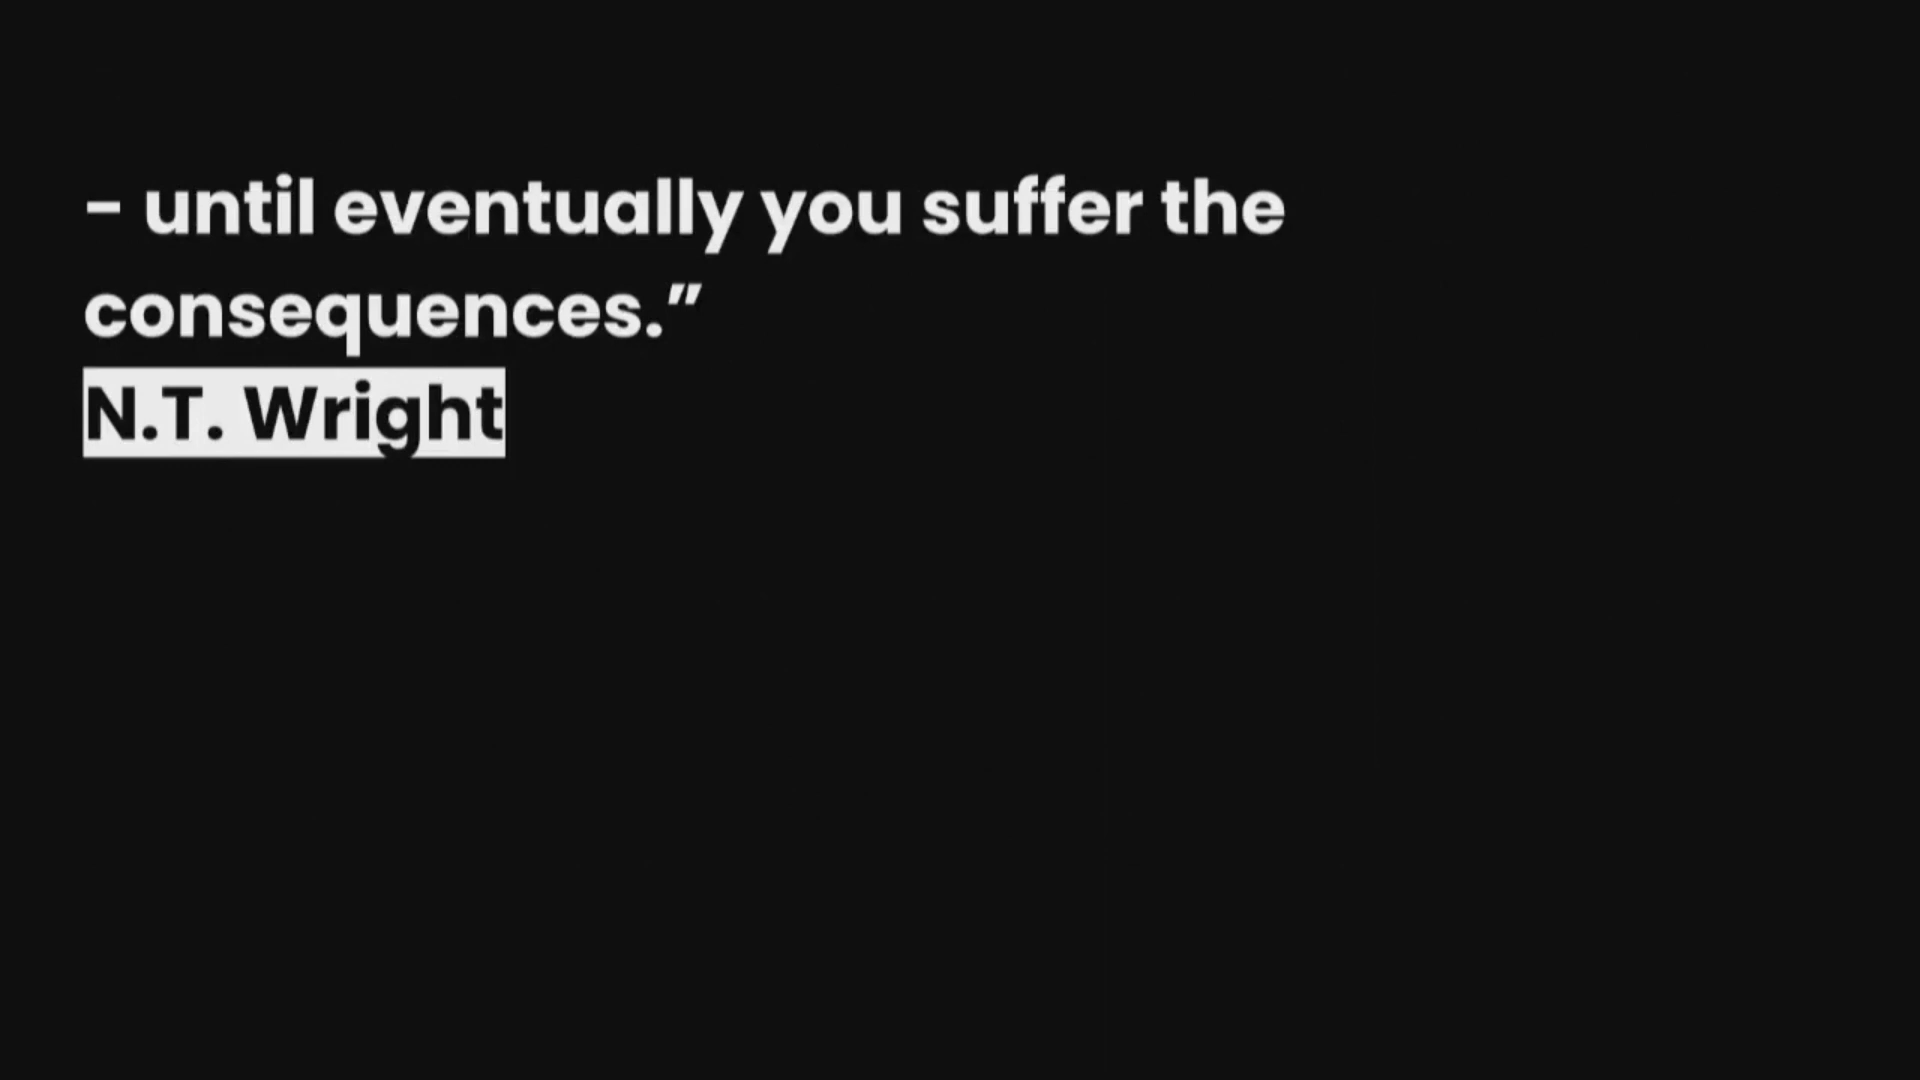 - until eventually you suffer the
consequences.”
N.T. Wright